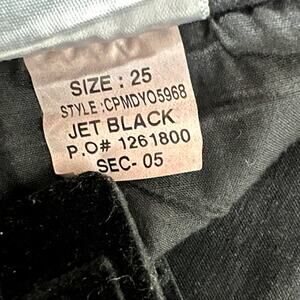 SIZE : 25
STYLE :CPMDYO5968
JET BLACK
P.O# 1261800
SEC- 05